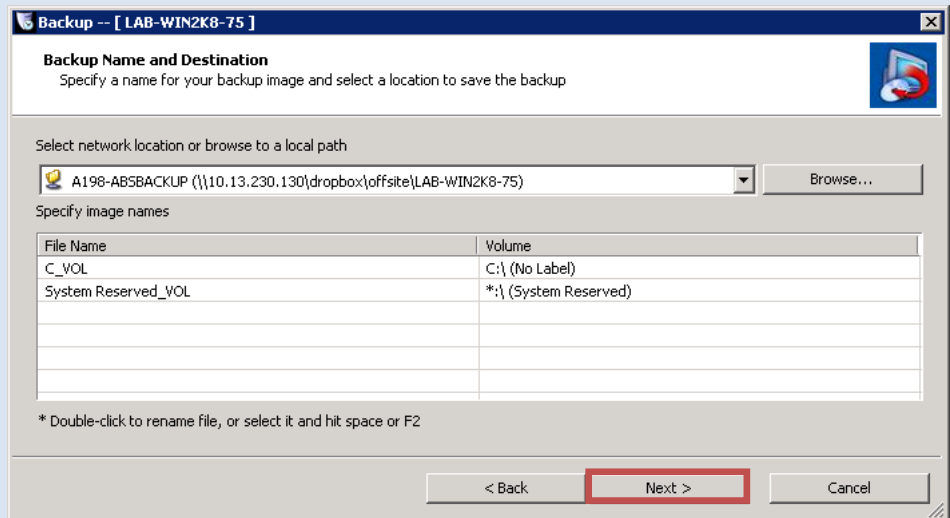 Backup -- [ LAB-WIN2K8-75 ]
Backup Name and Destination
Specify a name for your backup image and select a location to save the backup
Select network location or browse to a local path
A198-ABSBACKUP (\\10.13.230.130\dropbox\offsite\LAB-WIN2K8-75)
Browse...
Specify image names
File Name Volume
C_VOL C:\ (No Label)
System Reserved_VOL *:\ (System Reserved)
* Double-click to rename file, or select it and hit space or F2
< Back Next > Cancel